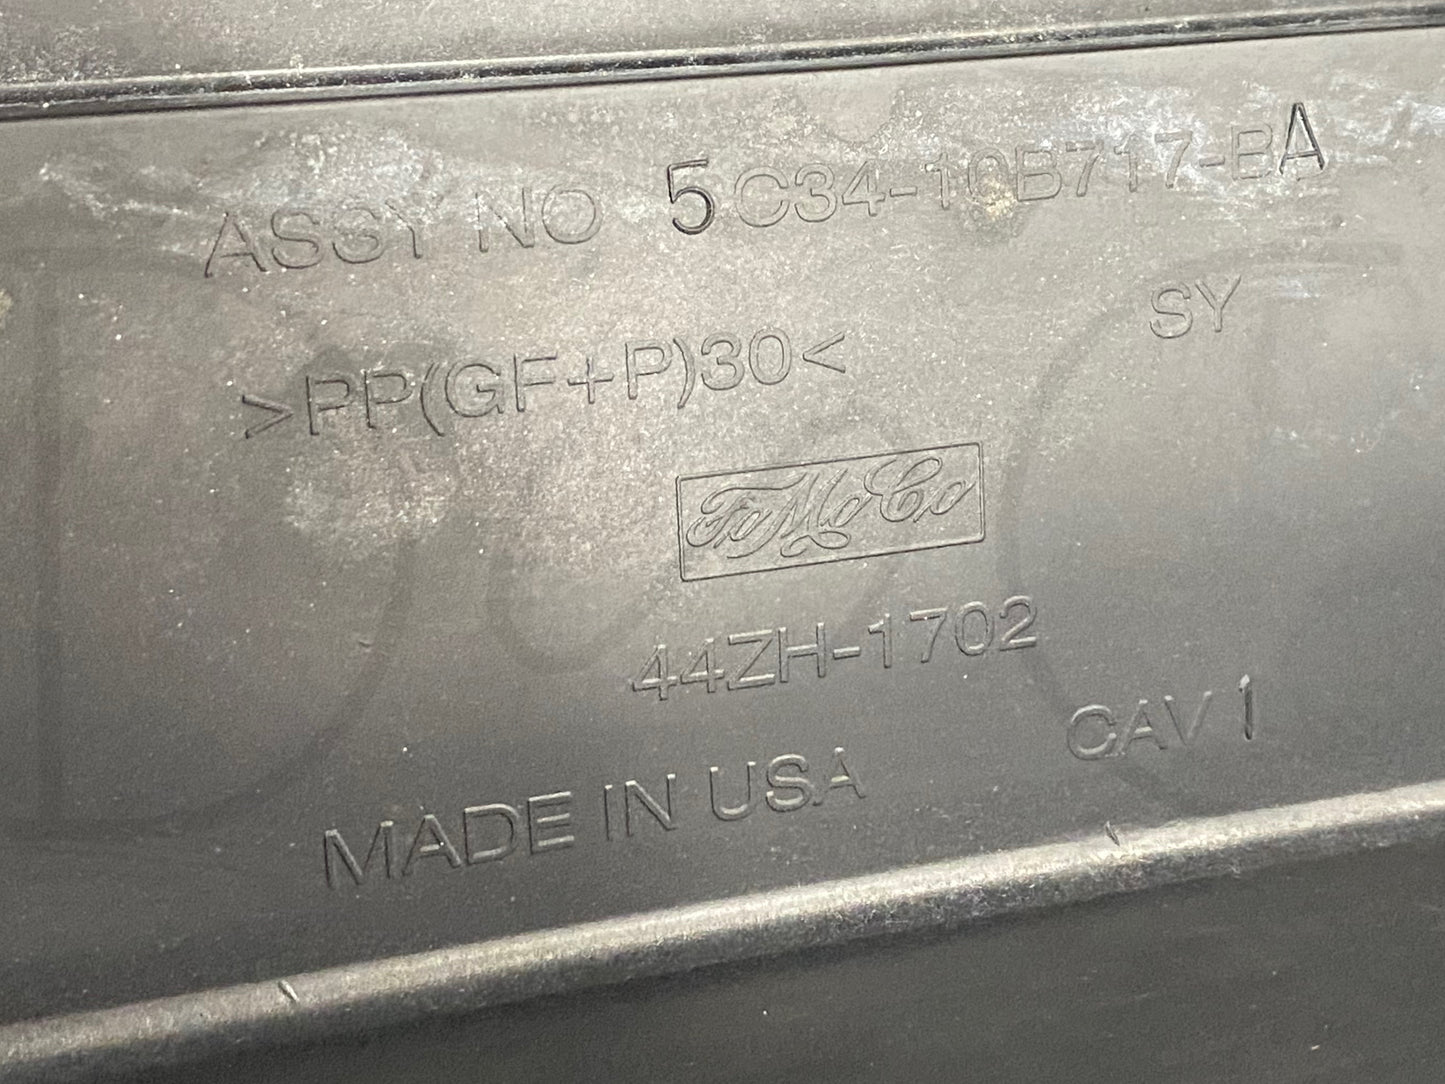 ASSY NO 5C34-10B717-BA
SY
>PP(GF+P)30<
FoMoCo
44ZH-1702
CAV 1
MADE IN USA